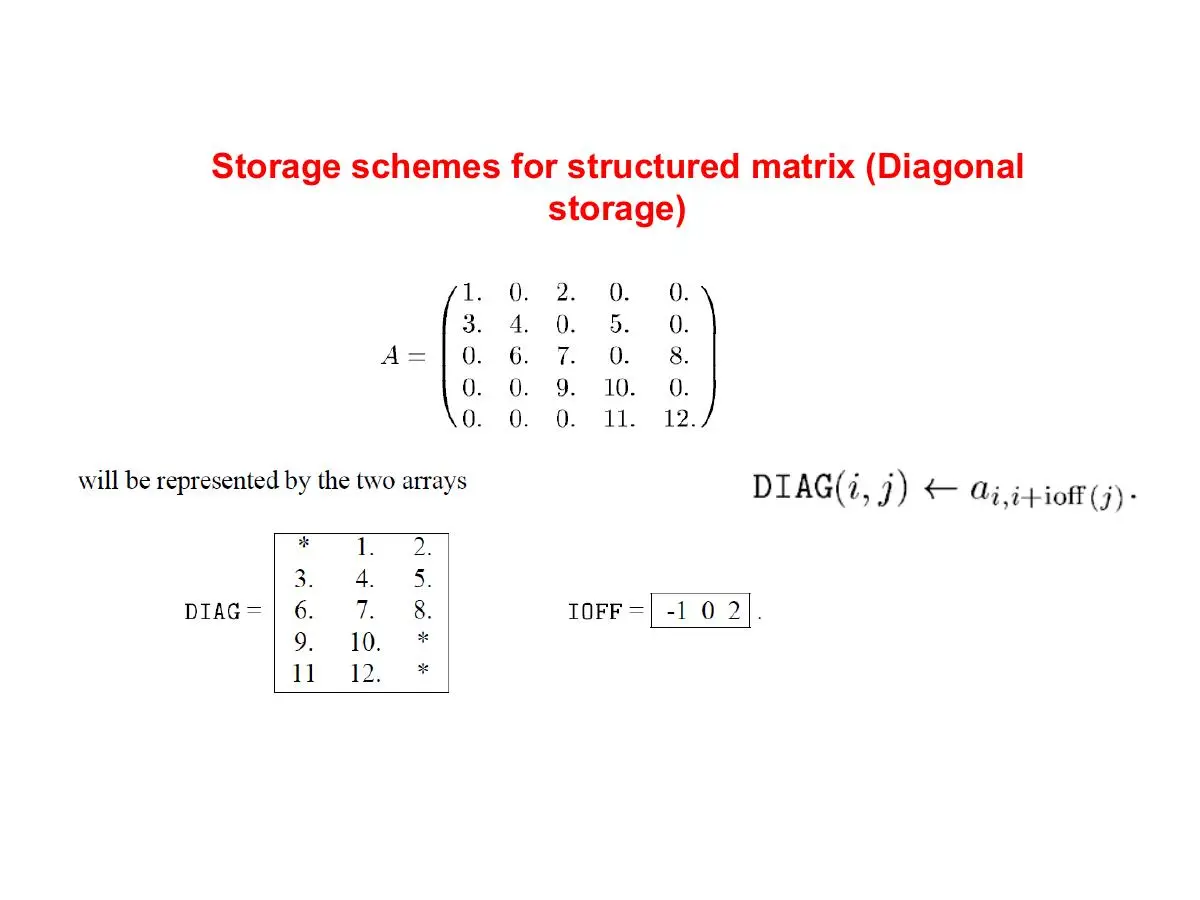 Storage schemes for structured matrix (Diagonal
storage)
1. 0. 2. 0. 0.
3. 4. 0. 5. 0.
A = 0. 6. 7. 0. 8.
0. 0. 9. 10. 0.
0. 0. 0. 11. 12.
will be represented by the two arrays
DIAG(i, j) ← a_{i,i+ioff(j)}.
* 1. 2.
3. 4. 5.
DIAG = 6. 7. 8.
9. 10. *
11 12. *
IOFF = -1 0 2 .